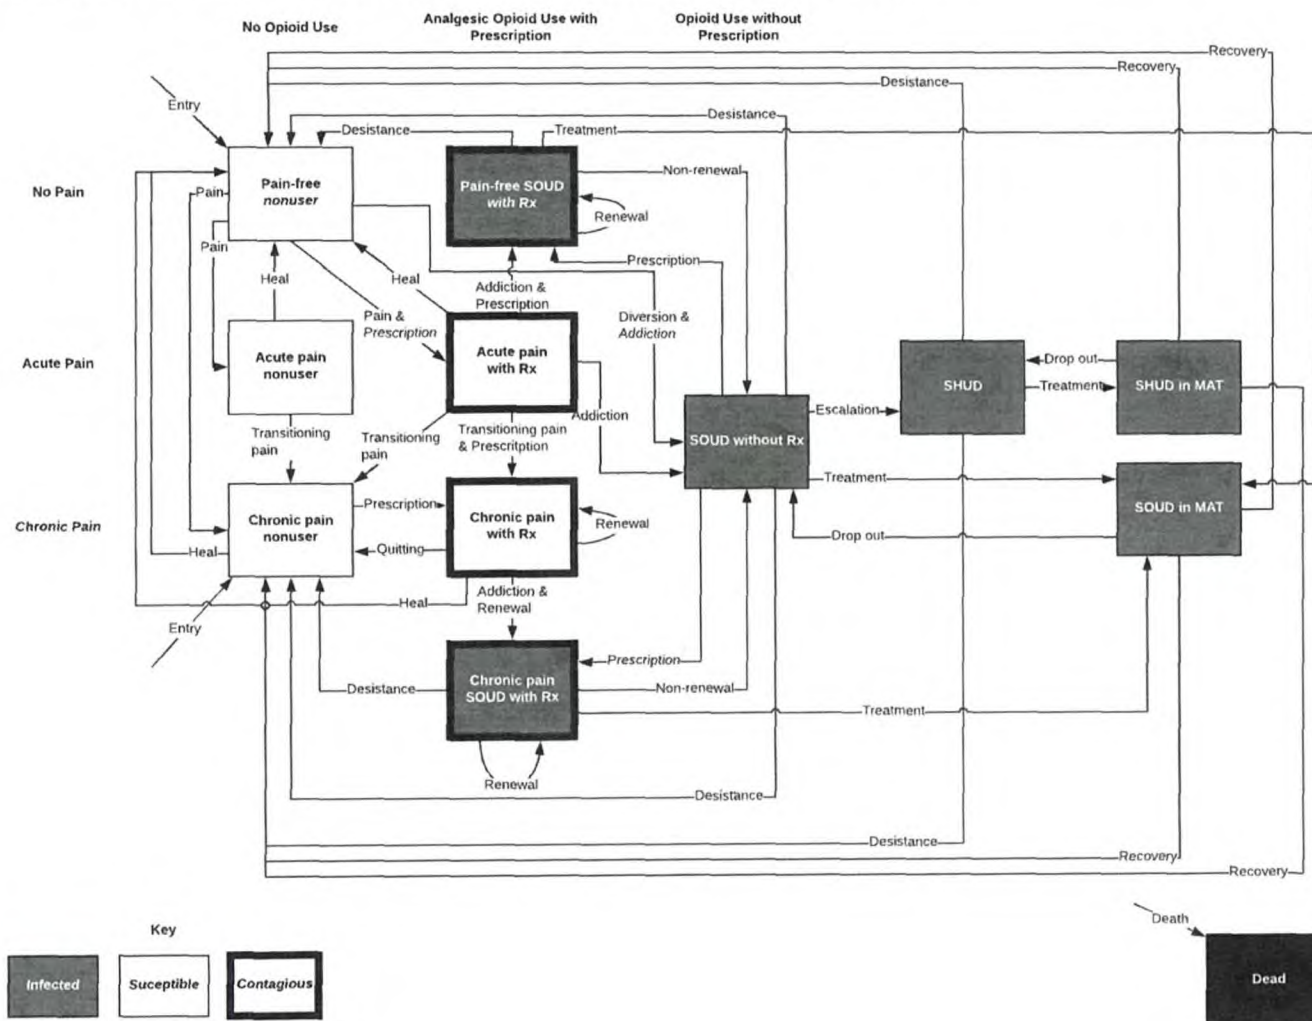 No Opioid Use
Analgesic Opioid Use with
Prescription
Opioid Use without
Prescription
Recovery
Recovery
Desistance
Entry
Desistance
Desistance
Treatment
No Pain
Pain-free
nonuser
Pain
Pain
Pain-free SOUD
with Rx
Non-renewal
Renewal
Prescription
Heal
Heal
Addiction &
Prescription
Pain &
Prescription
Diversion &
Addiction
Acute Pain
Acute pain
nonuser
Acute pain
with Rx
SHUD
Drop out
Treatment
SHUD in MAT
Addiction
Escalation
Transitioning
pain
Transitioning
pain
Transitioning pain
& Prescritption
SOUD without Rx
Treatment
Chronic Pain
Chronic pain
nonuser
Prescription
Chronic pain
with Rx
Renewal
SOUD in MAT
Heal
Quitting
Drop out
Addiction &
Renewal
Heal
Entry
Prescription
Chronic pain
SOUD with Rx
Desistance
Non-renewal
Treatment
Renewal
Desistance
Desistance
Recovery
Recovery
Death
Key
Infected
Suceptible
Contagious
Dead